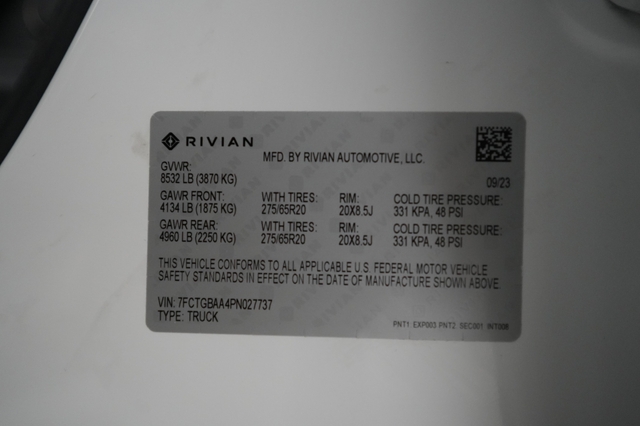 RIVIAN
MFD. BY RIVIAN AUTOMOTIVE, LLC.
09/23
GVWR:
8532 LB (3870 KG)
GAWR FRONT: WITH TIRES: RIM: COLD TIRE PRESSURE:
4134 LB (1875 KG) 275/65R20 20X8.5J 331 KPA, 48 PSI
GAWR REAR: WITH TIRES: RIM: COLD TIRE PRESSURE:
4960 LB (2250 KG) 275/65R20 20X8.5J 331 KPA, 48 PSI
THIS VEHICLE CONFORMS TO ALL APPLICABLE U.S. FEDERAL MOTOR VEHICLE
SAFETY STANDARDS IN EFFECT ON THE DATE OF MANUFACTURE SHOWN ABOVE.
VIN: 7FCTGBAA4PN027737
TYPE: TRUCK
PNT1 EXP003 PNT2 SEC001 INT008